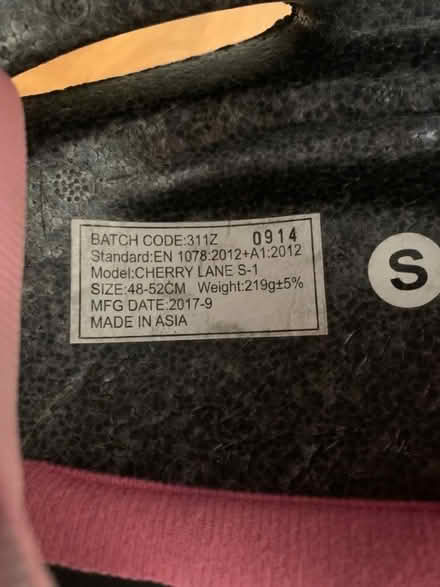 BATCH CODE:311Z 0914
Standard:EN 1078:2012+A1:2012
Model:CHERRY LANE S-1
SIZE:48-52CM Weight:219g±5%
MFG DATE:2017-9
MADE IN ASIA
S